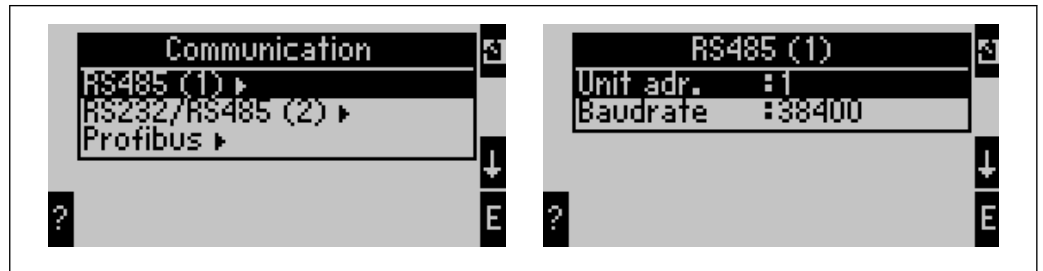 Communication
RS485 (1) ▸
RS232/RS485 (2) ▸
Profibus ▸
↓
? E
RS485 (1)
Unit adr. :1
Baudrate :38400
↓
? E